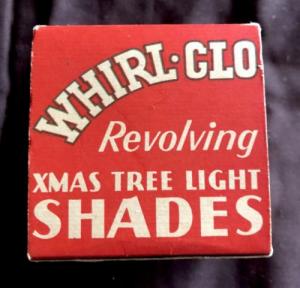 WHIRL·GLO
Revolving
XMAS TREE LIGHT
SHADES